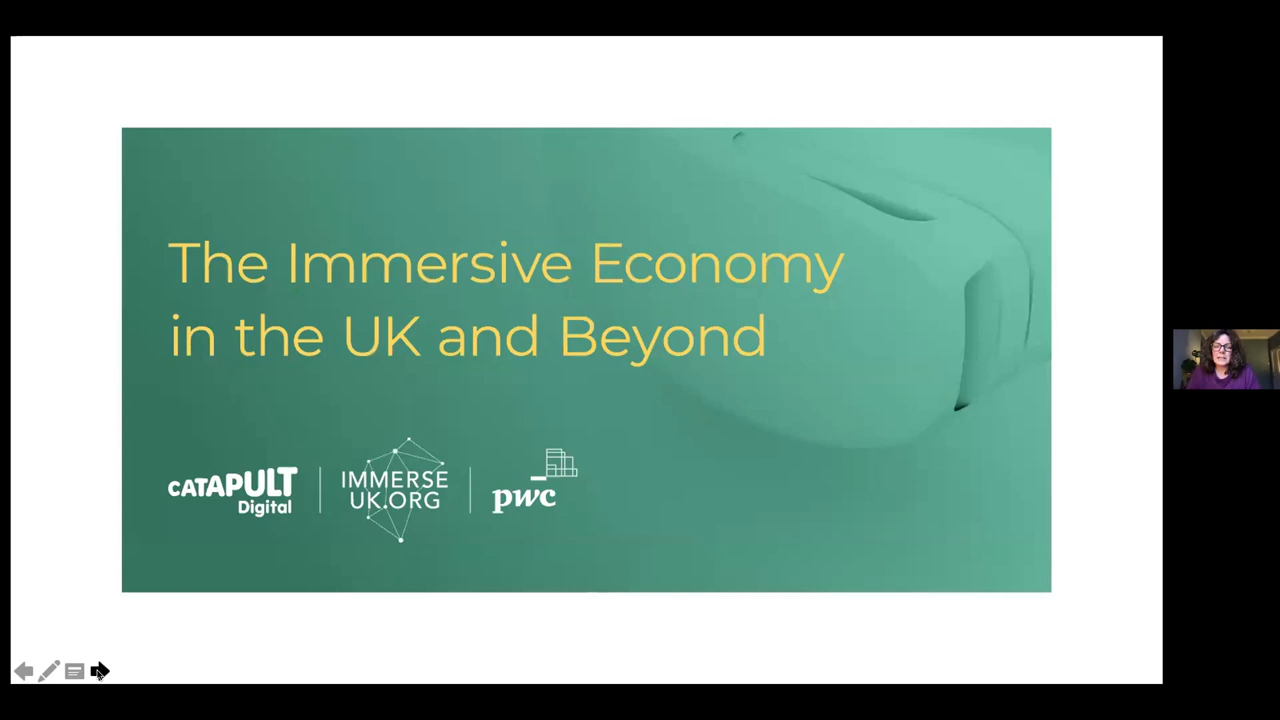 The Immersive Economy
in the UK and Beyond
CATAPULT
Digital
IMMERSE
UK.ORG
pwc